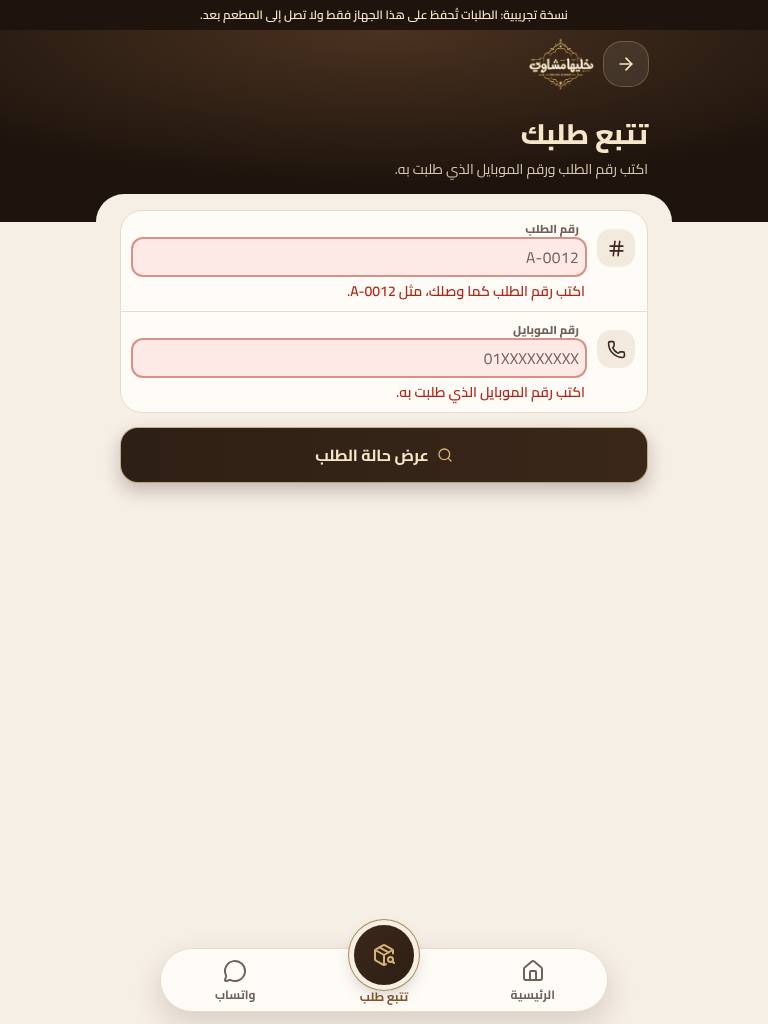 نسخة تجريبية: الطلبات تُحفظ على هذا الجهاز فقط ولا تصل إلى المطعم بعد.
خليها مشاوي
تتبع طلبك
اكتب رقم الطلب ورقم الموبايل الذي طلبت به.
رقم الطلب
A-0012
اكتب رقم الطلب كما وصلك، مثل A-0012.
رقم الموبايل
01XXXXXXXXX
اكتب رقم الموبايل الذي طلبت به.
عرض حالة الطلب
الرئيسية
تتبع طلب
واتساب